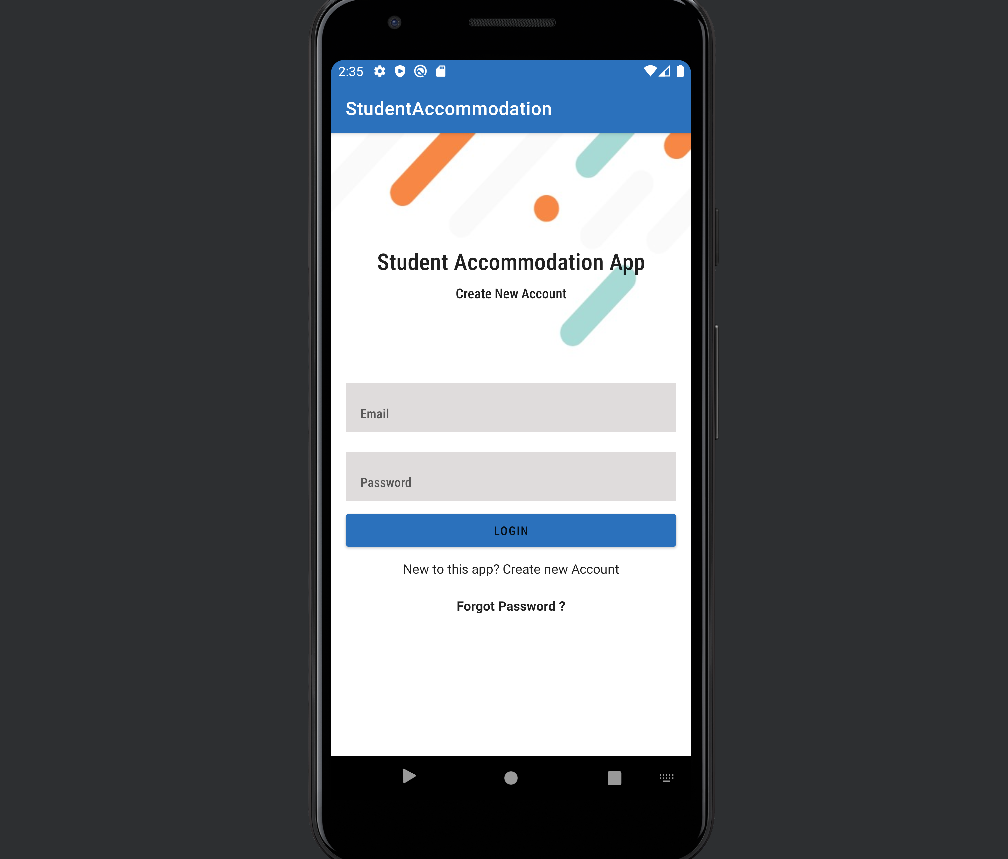 2:35
StudentAccommodation
Student Accommodation App
Create New Account
Email
Password
LOGIN
New to this app? Create new Account
Forgot Password ?